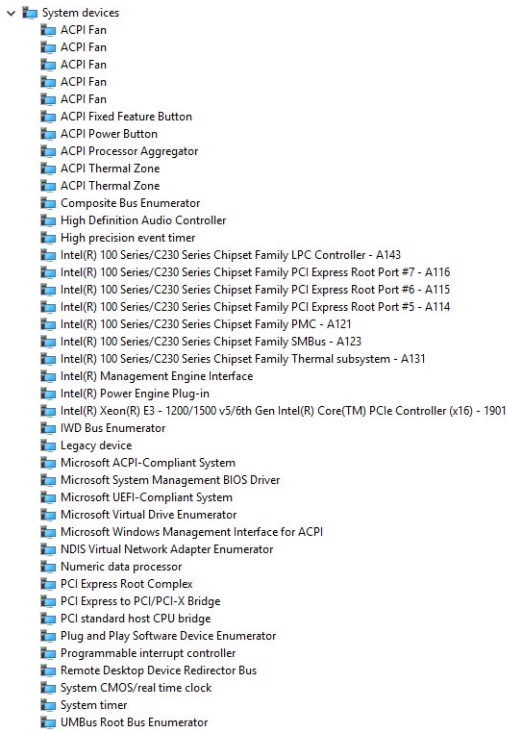 System devices
ACPI Fan
ACPI Fan
ACPI Fan
ACPI Fan
ACPI Fan
ACPI Fixed Feature Button
ACPI Power Button
ACPI Processor Aggregator
ACPI Thermal Zone
ACPI Thermal Zone
Composite Bus Enumerator
High Definition Audio Controller
High precision event timer
Intel(R) 100 Series/C230 Series Chipset Family LPC Controller - A143
Intel(R) 100 Series/C230 Series Chipset Family PCI Express Root Port #7 - A116
Intel(R) 100 Series/C230 Series Chipset Family PCI Express Root Port #6 - A115
Intel(R) 100 Series/C230 Series Chipset Family PCI Express Root Port #5 - A114
Intel(R) 100 Series/C230 Series Chipset Family PMC - A121
Intel(R) 100 Series/C230 Series Chipset Family SMBus - A123
Intel(R) 100 Series/C230 Series Chipset Family Thermal subsystem - A131
Intel(R) Management Engine Interface
Intel(R) Power Engine Plug-in
Intel(R) Xeon(R) E3 - 1200/1500 v5/6th Gen Intel(R) Core(TM) PCIe Controller (x16) - 1901
IWD Bus Enumerator
Legacy device
Microsoft ACPI-Compliant System
Microsoft System Management BIOS Driver
Microsoft UEFI-Compliant System
Microsoft Virtual Drive Enumerator
Microsoft Windows Management Interface for ACPI
NDIS Virtual Network Adapter Enumerator
Numeric data processor
PCI Express Root Complex
PCI Express to PCI/PCI-X Bridge
PCI standard host CPU bridge
Plug and Play Software Device Enumerator
Programmable interrupt controller
Remote Desktop Device Redirector Bus
System CMOS/real time clock
System timer
UMBus Root Bus Enumerator